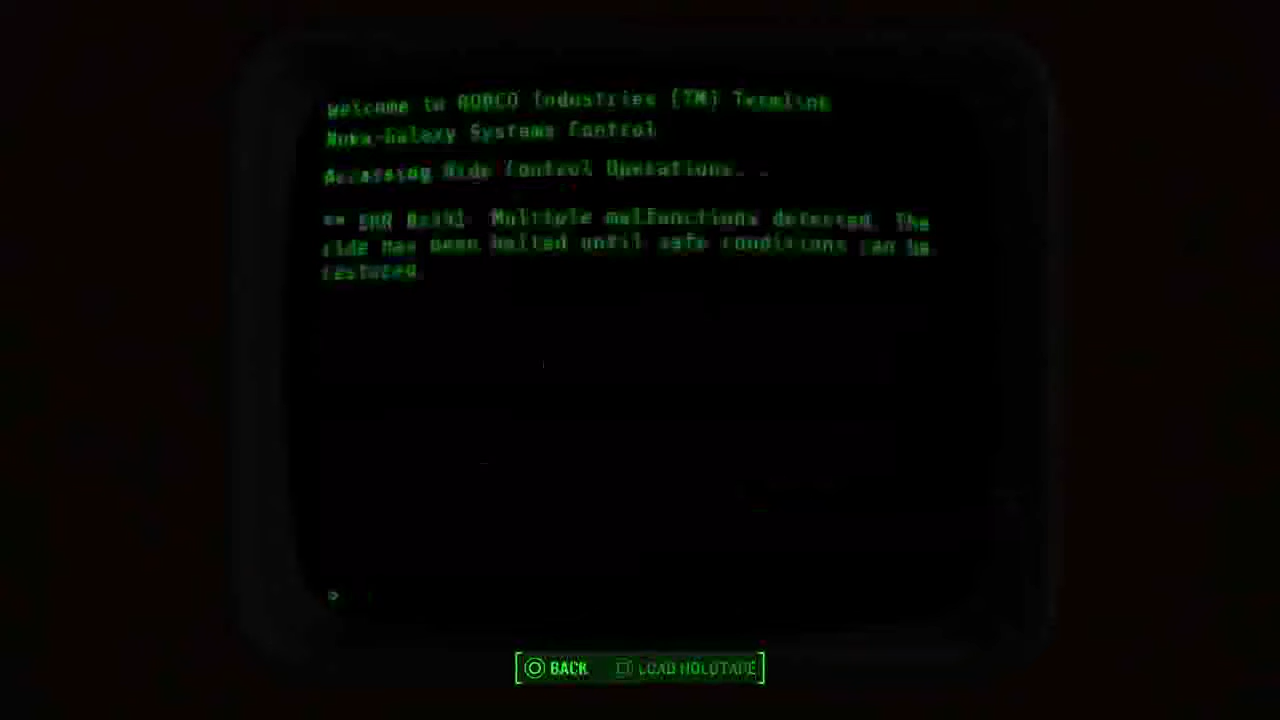 Welcome to ROBCO Industries (TM) Termlink
Nuka-Galaxy Systems Control
Accessing Ride Control Operations...
** ERR Multiple malfunctions detected. The
ride has been halted until safe conditions can be
restored.
>
BACK LOAD HOLOTAPE